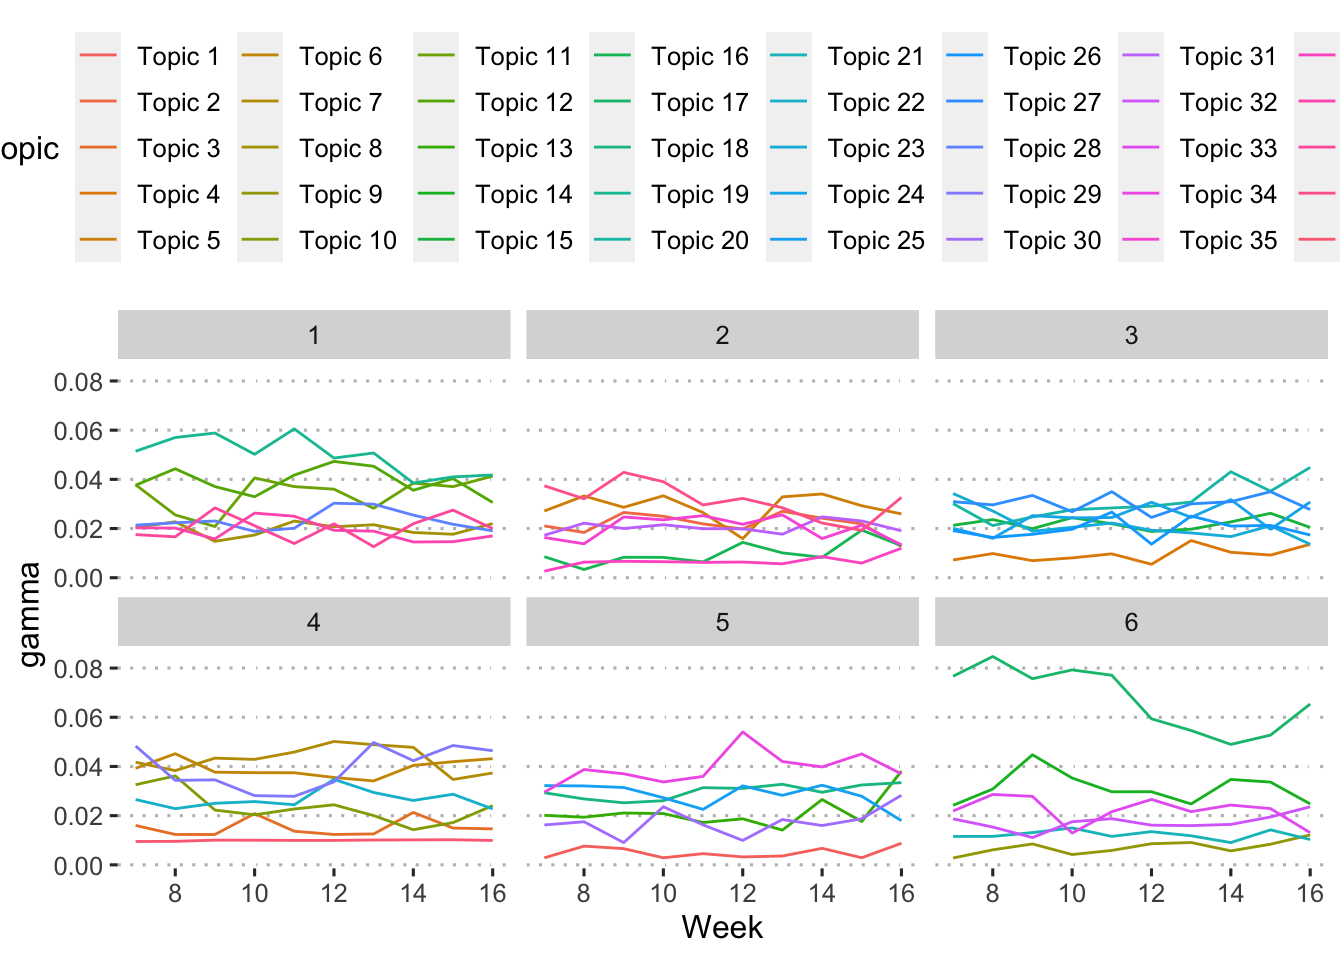 Topic 1 Topic 6 Topic 11 Topic 16 Topic 21 Topic 26 Topic 31
Topic 2 Topic 7 Topic 12 Topic 17 Topic 22 Topic 27 Topic 32
opic Topic 3 Topic 8 Topic 13 Topic 18 Topic 23 Topic 28 Topic 33
Topic 4 Topic 9 Topic 14 Topic 19 Topic 24 Topic 29 Topic 34
Topic 5 Topic 10 Topic 15 Topic 20 Topic 25 Topic 30 Topic 35
1 2 3
0.08
0.06
0.04
0.02
0.00
gamma
4 5 6
0.08
0.06
0.04
0.02
0.00
8 10 12 14 16 8 10 12 14 16 8 10 12 14 16
Week